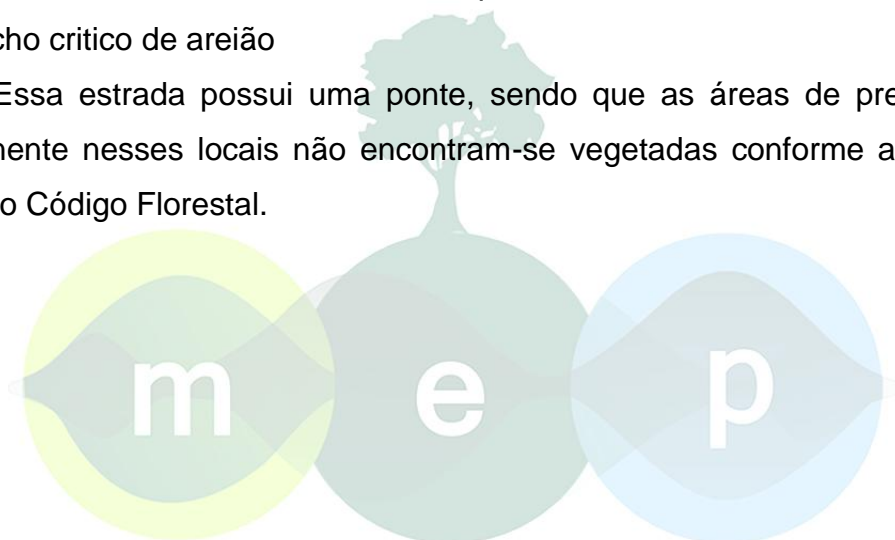 cho critico de areião
Essa estrada possui uma ponte, sendo que as áreas de pre
nente nesses locais não encontram-se vegetadas conforme a
o Código Florestal.
m e p